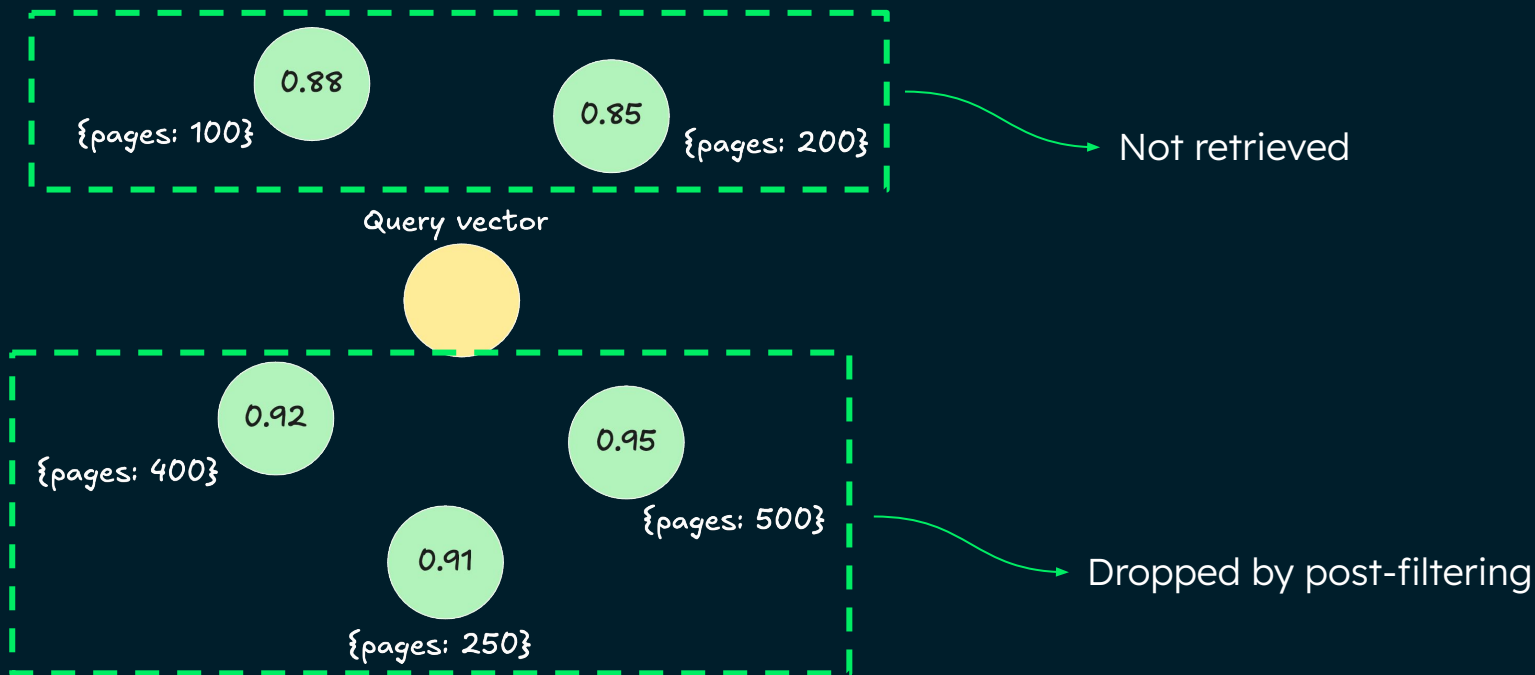 0.88
0.85
{pages: 100}
{pages: 200}
Not retrieved
Query vector
0.92
0.95
{pages: 400}
{pages: 500}
0.91
Dropped by post-filtering
{pages: 250}